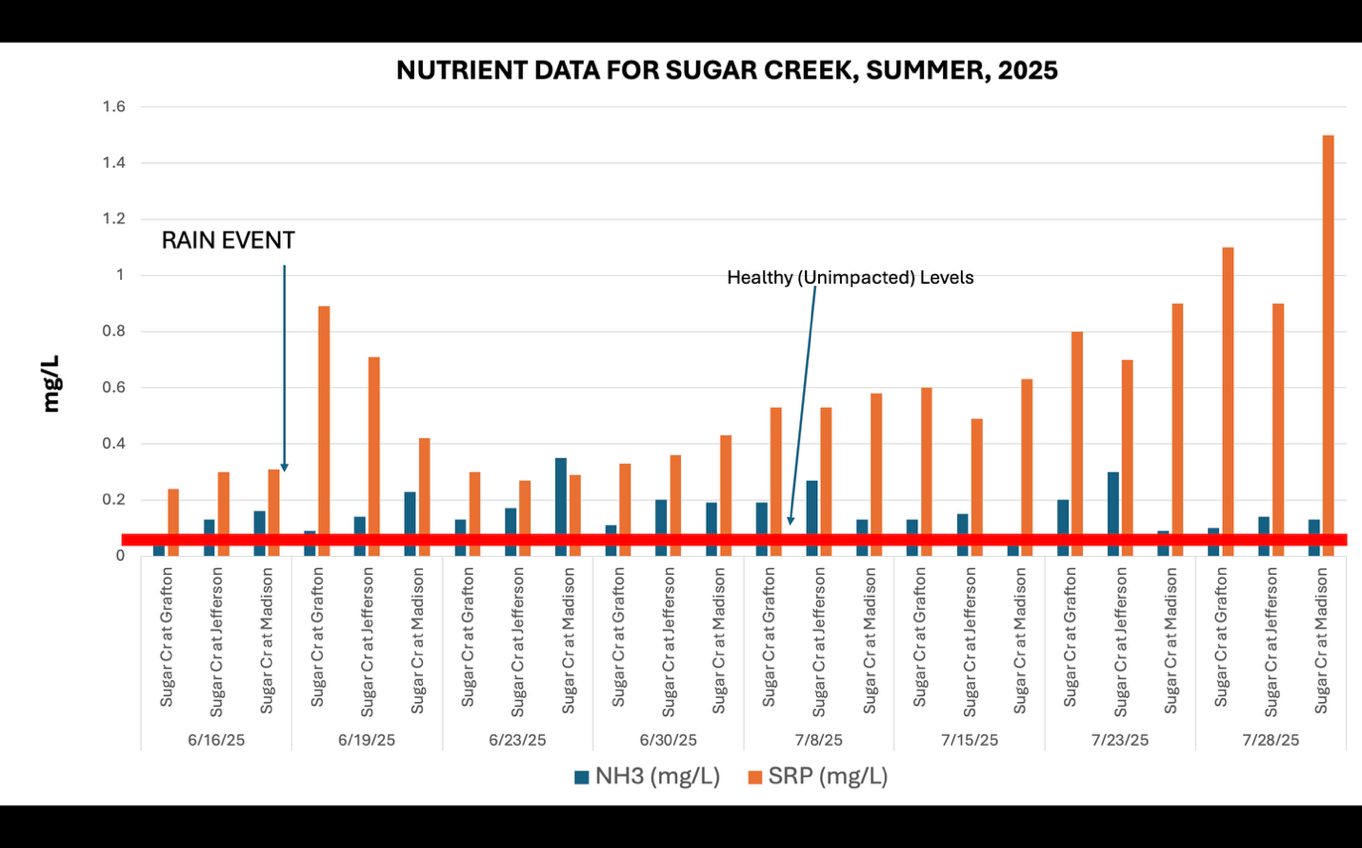 NUTRIENT DATA FOR SUGAR CREEK, SUMMER, 2025
1.6
1.4
1.2
1
0.8
0.6
0.4
0.2
0
mg/L
RAIN EVENT
Healthy (Unimpacted) Levels
Sugar Cr at Grafton
Sugar Cr at Jefferson
Sugar Cr at Madison
Sugar Cr at Grafton
Sugar Cr at Jefferson
Sugar Cr at Madison
Sugar Cr at Grafton
Sugar Cr at Jefferson
Sugar Cr at Madison
Sugar Cr at Grafton
Sugar Cr at Jefferson
Sugar Cr at Madison
Sugar Cr at Grafton
Sugar Cr at Jefferson
Sugar Cr at Madison
Sugar Cr at Grafton
Sugar Cr at Jefferson
Sugar Cr at Madison
Sugar Cr at Grafton
Sugar Cr at Jefferson
Sugar Cr at Madison
Sugar Cr at Grafton
Sugar Cr at Jefferson
Sugar Cr at Madison
6/16/25
6/19/25
6/23/25
6/30/25
7/8/25
7/15/25
7/23/25
7/28/25
NH3 (mg/L)
SRP (mg/L)